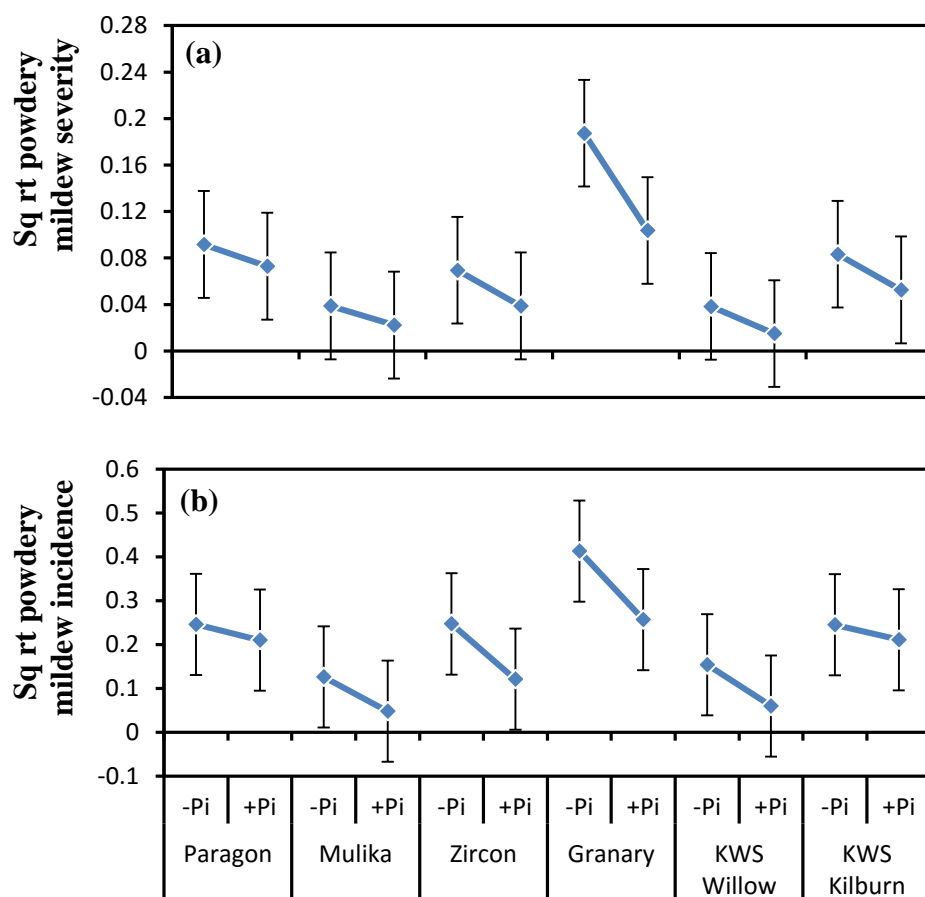 (a)
Sq rt powdery
mildew severity
0.28
0.24
0.2
0.16
0.12
0.08
0.04
0
-0.04
(b)
Sq rt powdery
mildew incidence
0.6
0.5
0.4
0.3
0.2
0.1
0
-0.1
-Pi +Pi -Pi +Pi -Pi +Pi -Pi +Pi -Pi +Pi -Pi +Pi
Paragon Mulika Zircon Granary KWS KWS
Willow Kilburn